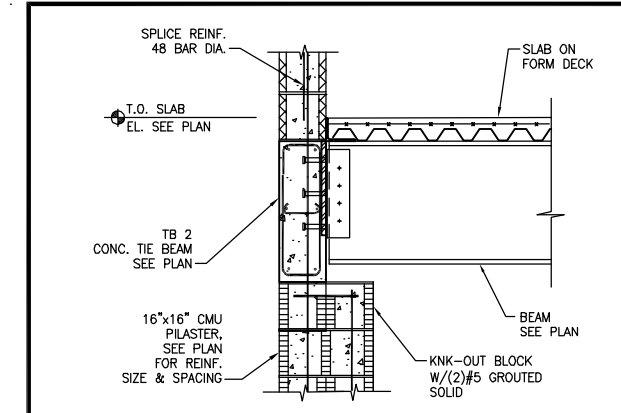 SPLICE REINF.
48 BAR DIA.
SLAB ON
FORM DECK
T.O. SLAB
EL. SEE PLAN
TB 2
CONC. TIE BEAM
SEE PLAN
BEAM
SEE PLAN
16"x16" CMU
PILASTER,
SEE PLAN
FOR REINF.
SIZE & SPACING
KNK-OUT BLOCK
W/(2)#5 GROUTED
SOLID